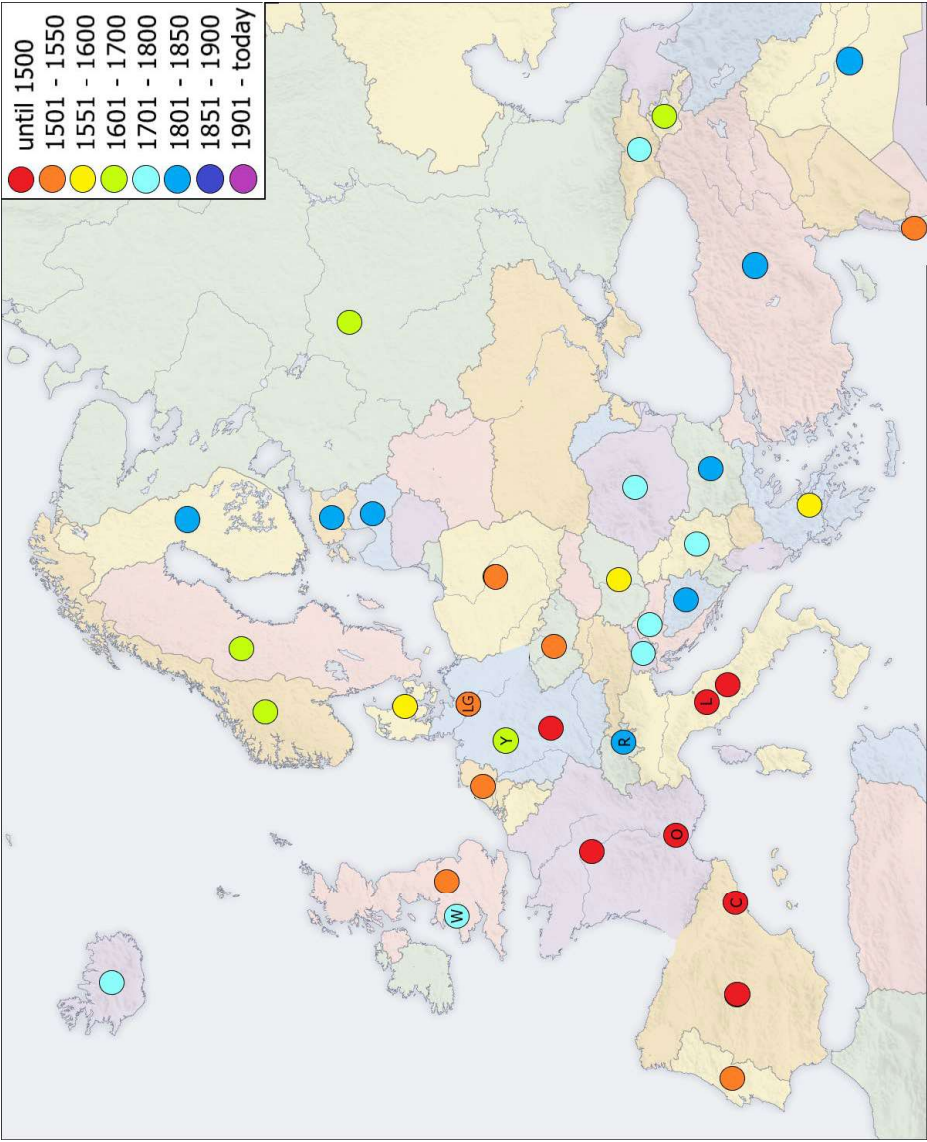 until 1500
1501 - 1550
1551 - 1600
1601 - 1700
1701 - 1800
1801 - 1850
1851 - 1900
1901 - today
LG
Y
R
L
W
O
C